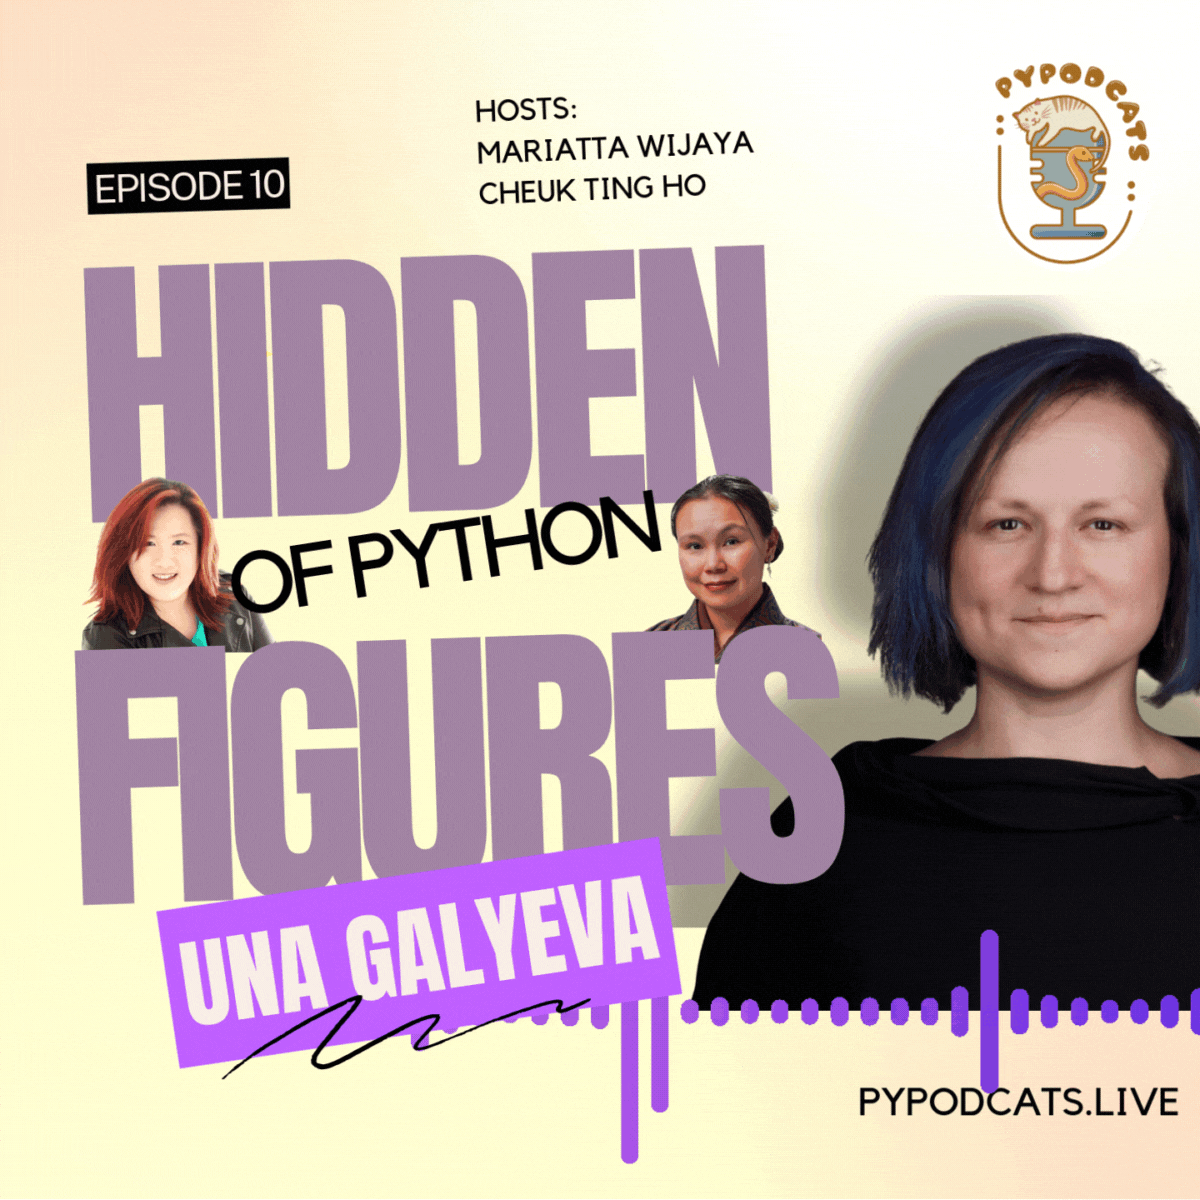 HOSTS:
MARIATTA WIJAYA
CHEUK TING HO
PYPODCATS
EPISODE 10
HIDDEN
OF PYTHON
FIGURES
UNA GALYEVA
PYPODCATS.LIVE